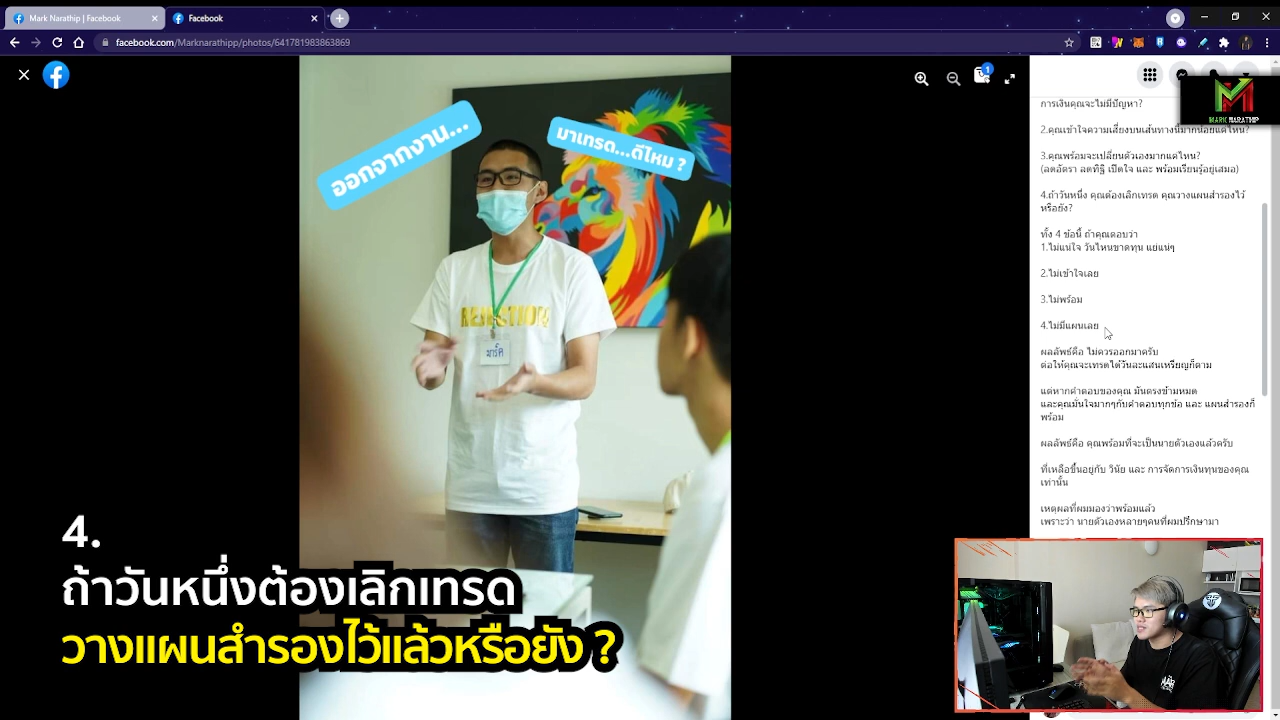 Mark Narathip | Facebook
Facebook
facebook.com/Marknarathipp/photos/641781983863869
1
ออกจากงาน...
มาเทรด...ดีไหม ?
มาร์ค
MARK NARATHIP
การเงินคุณจะไม่มีปัญหา?
2.คุณเข้าใจความเสี่ยงบนเส้นทางนี้มากน้อยแค่ไหน?
3.คุณพร้อมจะเปลี่ยนตัวเองมากแค่ไหน?
(ลดอัตรา ลดทิฐิ เปิดใจ และ พร้อมเรียนรู้อยู่เสมอ)
4.ถ้าวันหนึ่ง คุณต้องเลิกเทรด คุณวางแผนสำรองไว้
หรือยัง?
ทั้ง 4 ข้อนี้ ถ้าคุณตอบว่า
1.ไม่แน่ใจ วันไหนขาดทุน แย่แน่ๆ
2.ไม่เข้าใจเลย
3.ไม่พร้อม
4.ไม่มีแผนเลย
ผลลัพธ์คือ ไม่ควรออกมาครับ
ต่อให้คุณจะเทรดได้วันละแสนเหรียญก็ตาม
แต่หากคำตอบของคุณ มันตรงข้ามหมด
และคุณมั่นใจมากๆกับคำตอบทุกข้อ และ แผนสำรองก็
พร้อม
ผลลัพธ์คือ คุณพร้อมที่จะเป็นนายตัวเองแล้วครับ
ที่เหลือขึ้นอยู่กับ วินัย และ การจัดการเงินทุนของคุณ
เท่านั้น
เหตุผลที่ผมมองว่าพร้อมแล้ว
เพราะว่า นายตัวเองหลายๆคนที่ผมปรึกษามา
4.
ถ้าวันหนึ่งต้องเลิกเทรด
วางแผนสำรองไว้แล้วหรือยัง ?